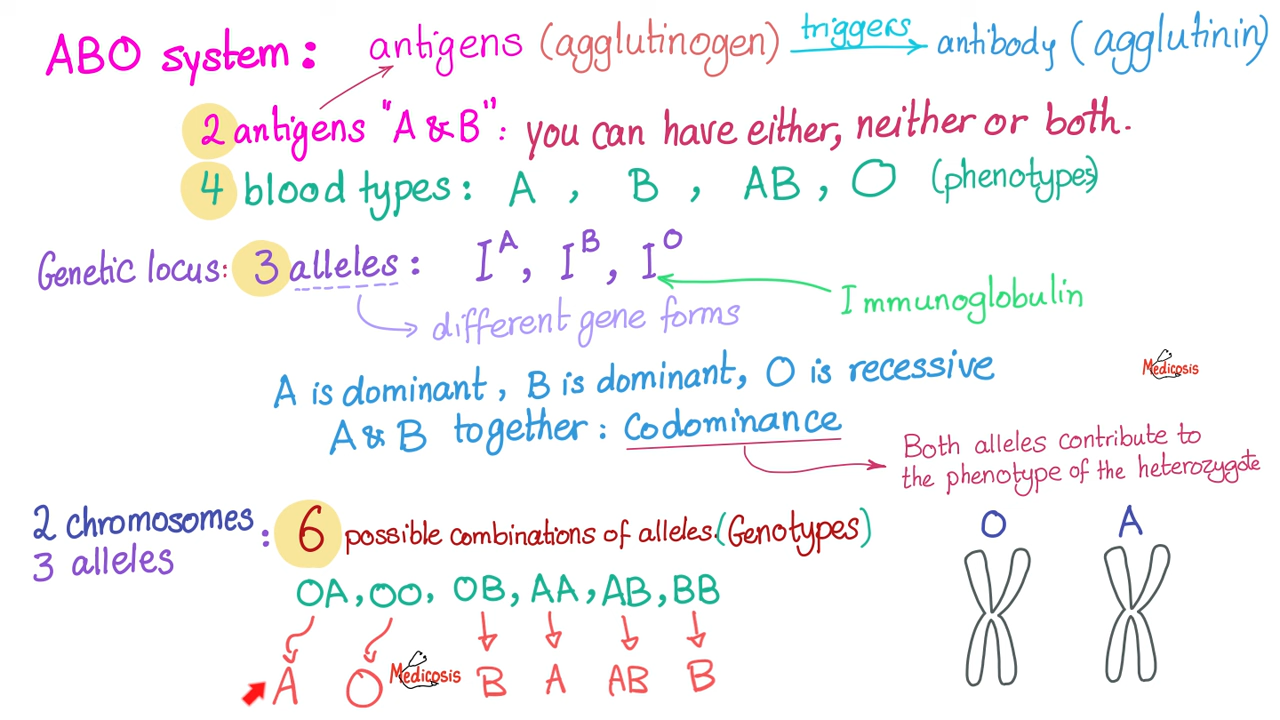 ABO system: antigens (agglutinogen) triggers antibody (agglutinin)
2 antigens "A & B": you can have either, neither or both.
4 blood types: A, B, AB, O (phenotypes)
Genetic locus: 3 alleles: I^A, I^B, I^O
Immunoglobulin
different gene forms
A is dominant, B is dominant, O is recessive
Medicosis
A & B together: Codominance
Both alleles contribute to
the phenotype of the heterozygote
2 chromosomes
3 alleles
: 6 possible combinations of alleles. (Genotypes)
O A
OA, OO, OB, AA, AB, BB
A O B A AB B
Medicosis